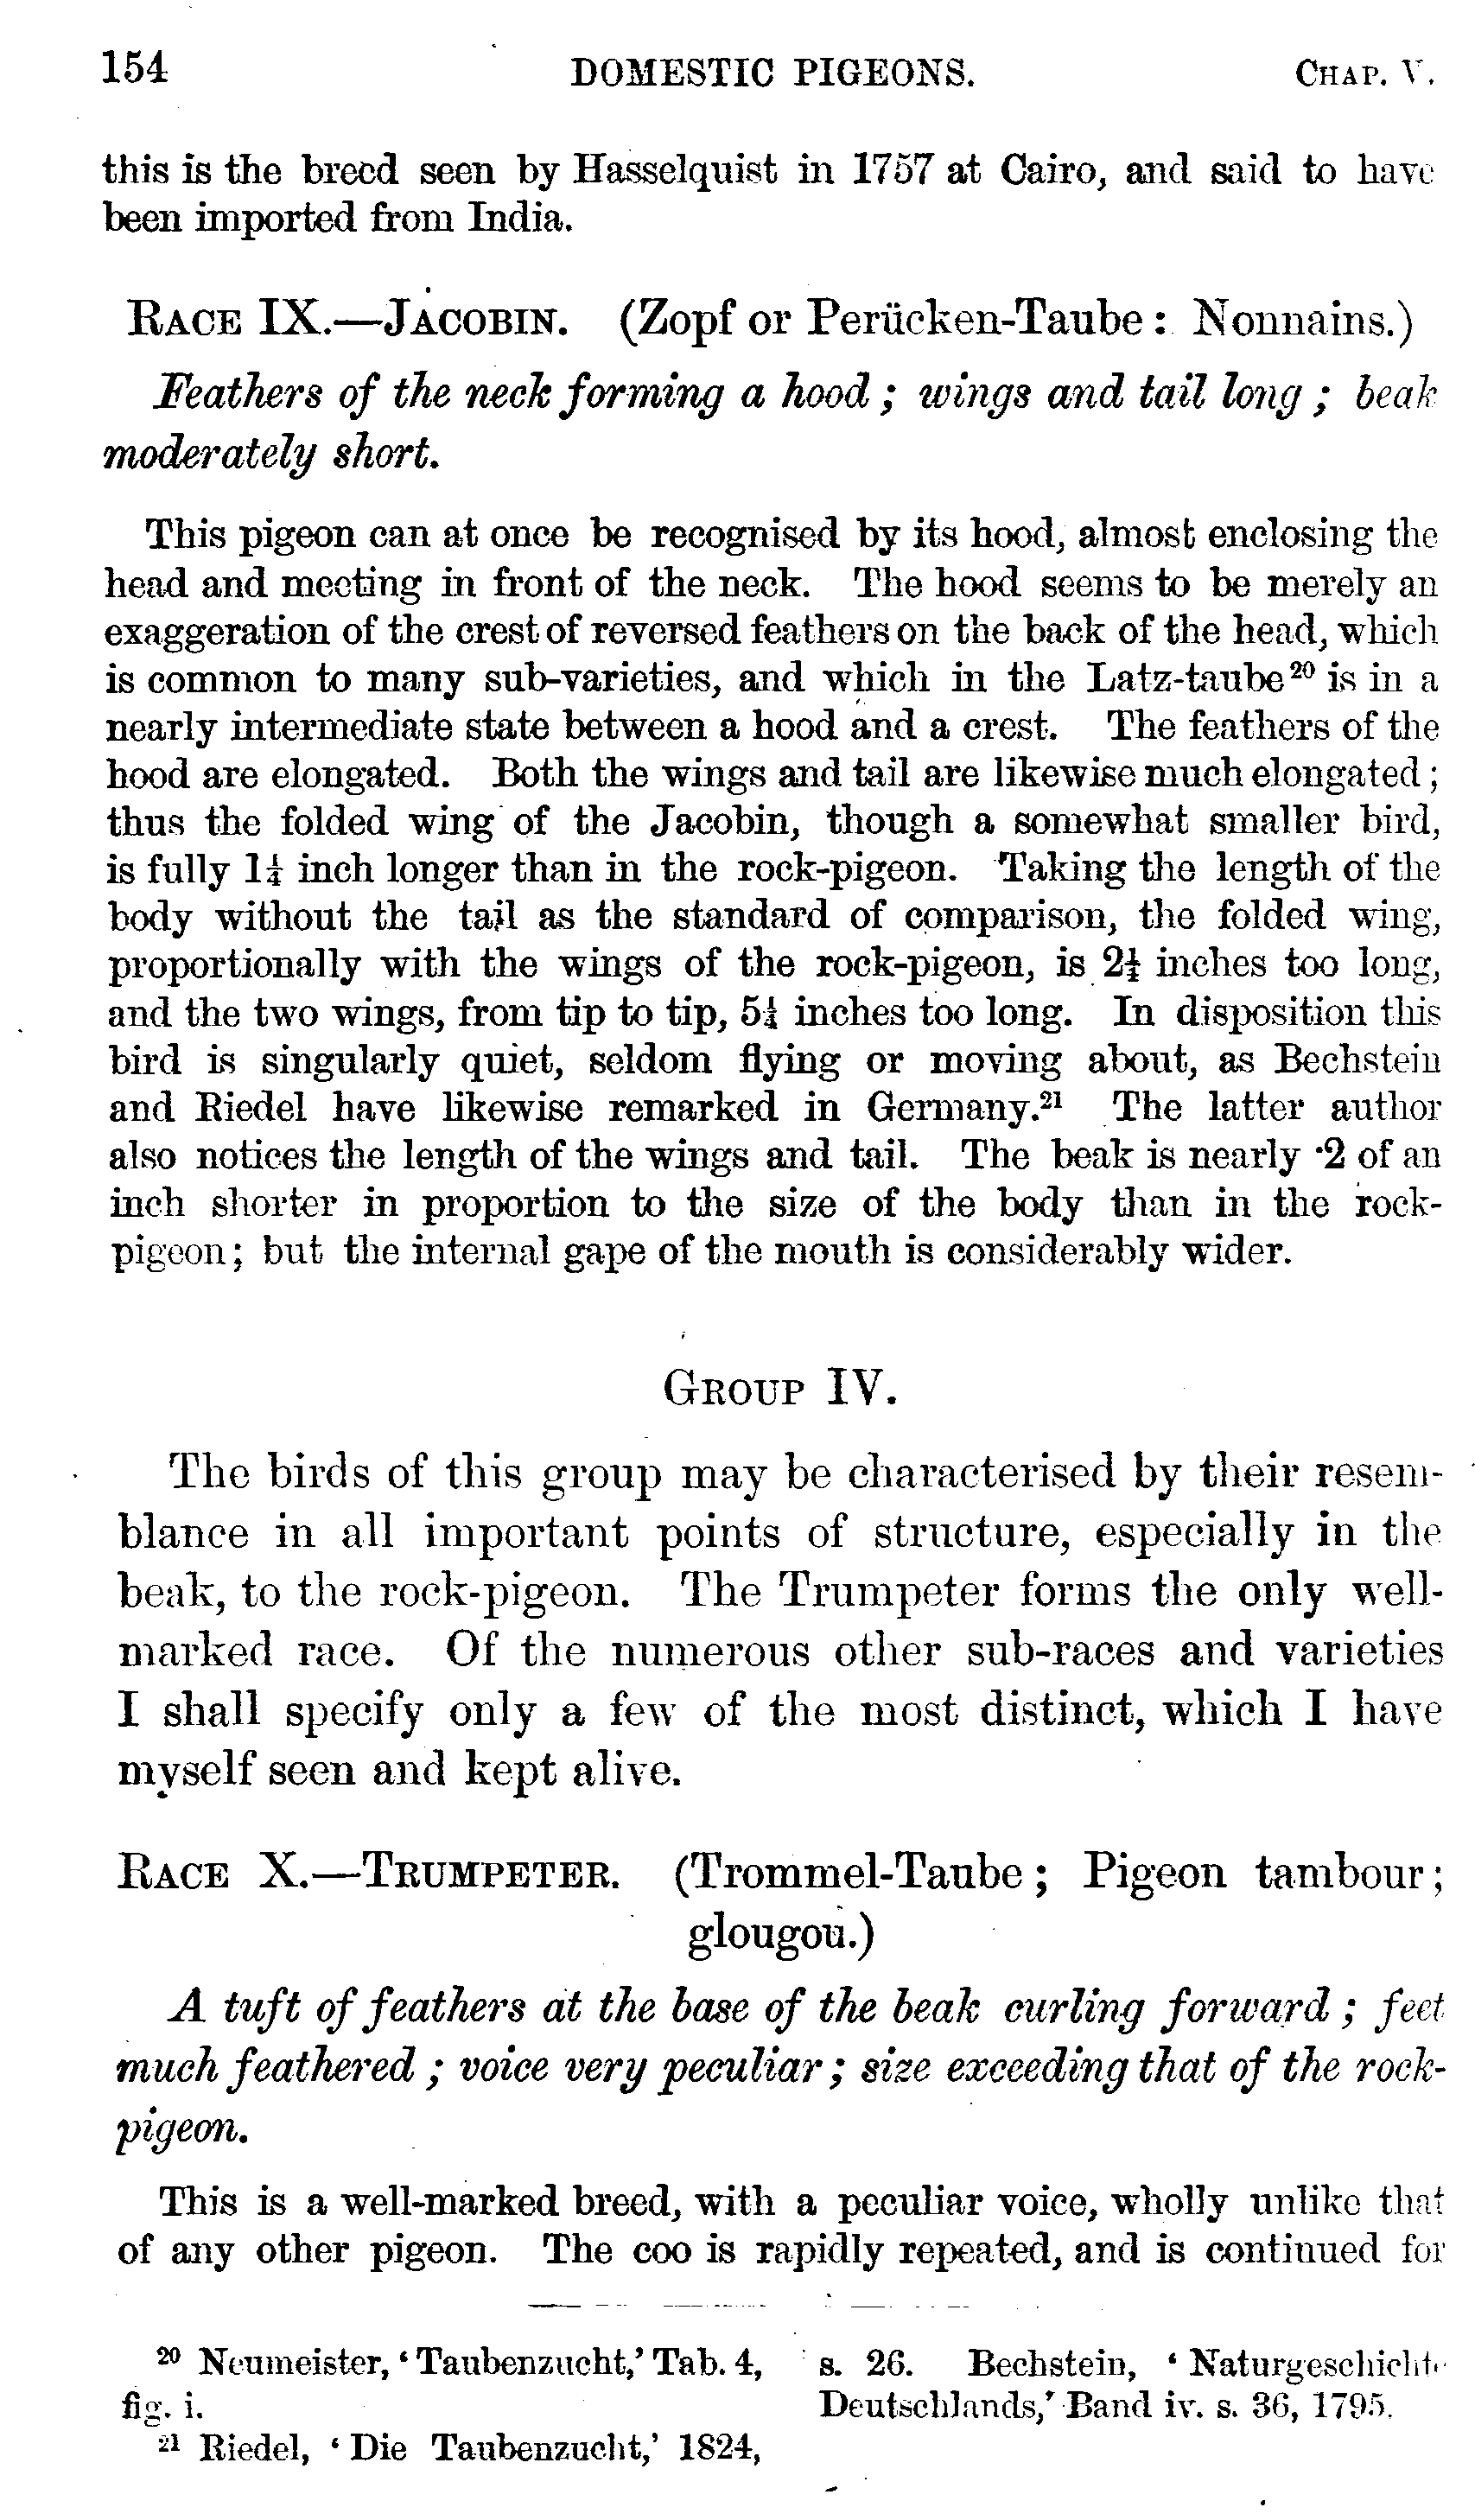 154 DOMESTIC PIGEONS. CHAP. V.
this is the breed seen by Hasselquist in 1757 at Cairo, and said to have
been imported from India.
RACE IX.—JACOBIN. (Zopf or Perücken-Taube: Nonnains.)
Feathers of the neck forming a hood; wings and tail long; beak
moderately short.
This pigeon can at once be recognised by its hood, almost enclosing the
head and meeting in front of the neck. The hood seems to be merely an
exaggeration of the crest of reversed feathers on the back of the head, which
is common to many sub-varieties, and which in the Latz-taube²⁰ is in a
nearly intermediate state between a hood and a crest. The feathers of the
hood are elongated. Both the wings and tail are likewise much elongated;
thus the folded wing of the Jacobin, though a somewhat smaller bird,
is fully 1¼ inch longer than in the rock-pigeon. Taking the length of the
body without the tail as the standard of comparison, the folded wing,
proportionally with the wings of the rock-pigeon, is 2¼ inches too long,
and the two wings, from tip to tip, 5¼ inches too long. In disposition this
bird is singularly quiet, seldom flying or moving about, as Bechstein
and Riedel have likewise remarked in Germany.²¹ The latter author
also notices the length of the wings and tail. The beak is nearly ·2 of an
inch shorter in proportion to the size of the body than in the rock-
pigeon; but the internal gape of the mouth is considerably wider.
GROUP IV.
The birds of this group may be characterised by their resem-
blance in all important points of structure, especially in the
beak, to the rock-pigeon. The Trumpeter forms the only well-
marked race. Of the numerous other sub-races and varieties
I shall specify only a few of the most distinct, which I have
myself seen and kept alive.
RACE X.—TRUMPETER. (Trommel-Taube; Pigeon tambour;
glougou.)
A tuft of feathers at the base of the beak curling forward; feet
much feathered; voice very peculiar; size exceeding that of the rock-
pigeon.
This is a well-marked breed, with a peculiar voice, wholly unlike that
of any other pigeon. The coo is rapidly repeated, and is continued for
²⁰ Neumeister, ‘Taubenzucht,’ Tab. 4,
fig. i.
²¹ Riedel, ‘Die Taubenzucht,’ 1824,
s. 26. Bechstein, ‘Naturgeschichte
Deutschlands,’ Band iv. s. 36, 1795.